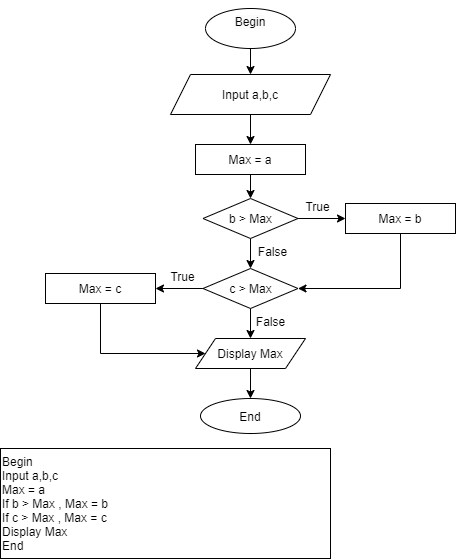 Begin
Input a,b,c
Max = a
b > Max
True
Max = b
False
c > Max
True
Max = c
False
Display Max
End
Begin
Input a,b,c
Max = a
If b > Max , Max = b
If c > Max , Max = c
Display Max
End